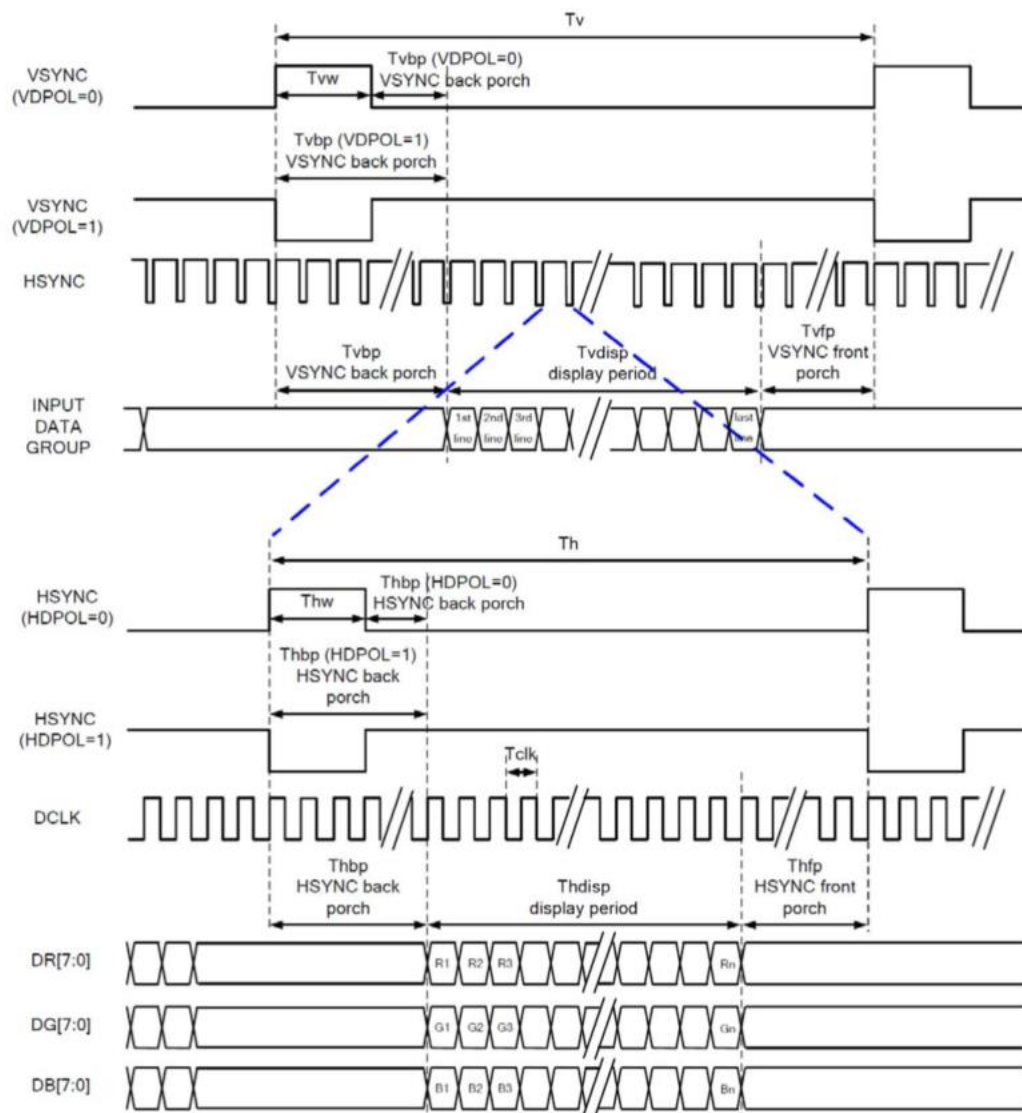 Tv
VSYNC
(VDPOL=0)
Tvw
Tvbp (VDPOL=0)
VSYNC back porch
Tvbp (VDPOL=1)
VSYNC back porch
VSYNC
(VDPOL=1)
HSYNC
Tvbp
VSYNC back porch
Tvdisp
display period
Tvfp
VSYNC front
porch
INPUT
DATA
GROUP
1st
line
2nd
line
3rd
line
last
line
Th
HSYNC
(HDPOL=0)
Thw
Thbp (HDPOL=0)
HSYNC back porch
Thbp (HDPOL=1)
HSYNC back
porch
HSYNC
(HDPOL=1)
Tclk
DCLK
Thbp
HSYNC back
porch
Thdisp
display period
Thfp
HSYNC front
porch
DR[7:0]
R1 R2 R3 Rn
DG[7:0]
G1 G2 G3 Gn
DB[7:0]
B1 B2 B3 Bn